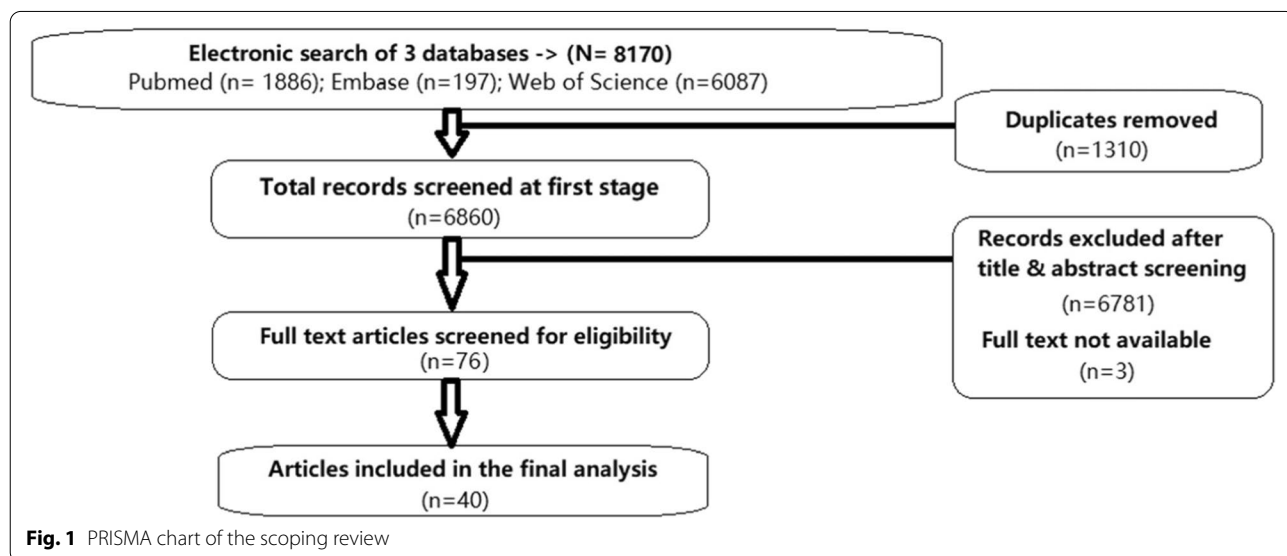 Electronic search of 3 databases -> (N= 8170)
Pubmed (n= 1886); Embase (n=197); Web of Science (n=6087)
Duplicates removed
(n=1310)
Total records screened at first stage
(n=6860)
Records excluded after
title & abstract screening
(n=6781)
Full text not available
(n=3)
Full text articles screened for eligibility
(n=76)
Articles included in the final analysis
(n=40)
Fig. 1 PRISMA chart of the scoping review